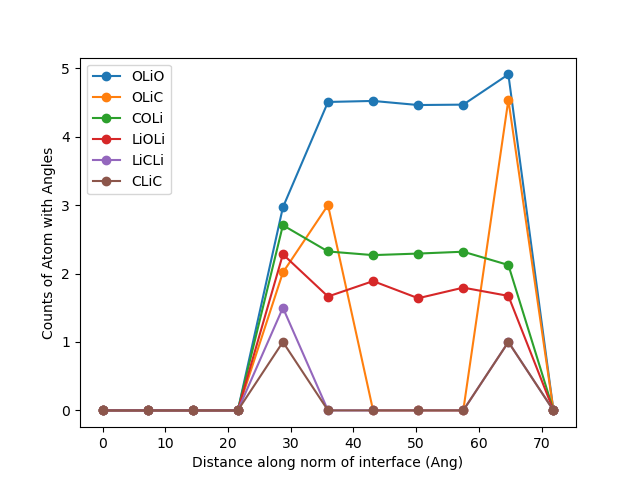 5
4
3
2
1
0
Counts of Atom with Angles
OLiO
OLiC
COLi
LiOLi
LiCLi
CLiC
0 10 20 30 40 50 60 70
Distance along norm of interface (Ang)